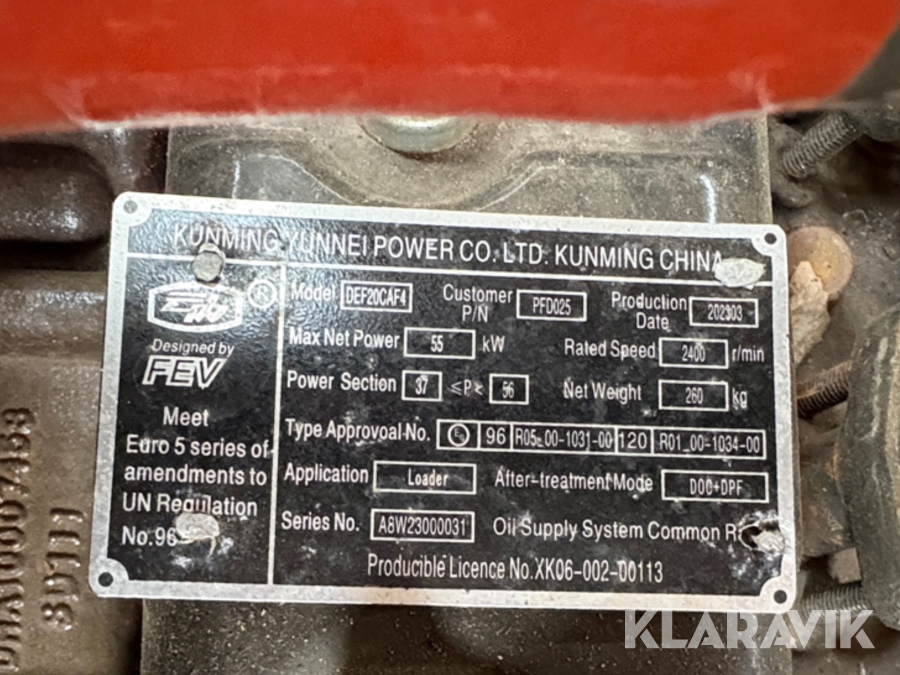 KUNMING YUNNEI POWER CO. LTD. KUNMING CHINA
®
Designed by
FEV
Meet
Euro 5 series of
amendments to
UN Regulation
No.96
Model DEF20CAF4 Customer P/N PFD025 Production Date 202303
Max Net Power 55 kW Rated Speed 2400 r/min
Power Section 37 ≤P< 56 Net Weight 260 kg
Type Approvoal No. 96 R05_00-1031-00 120 R01_00-1034-00
Application Loader After-treatment Mode DOC+DPF
Series No. A8W23000031 Oil Supply System Common
Producible Licence No.XK06-002-00113
KLARAVIK